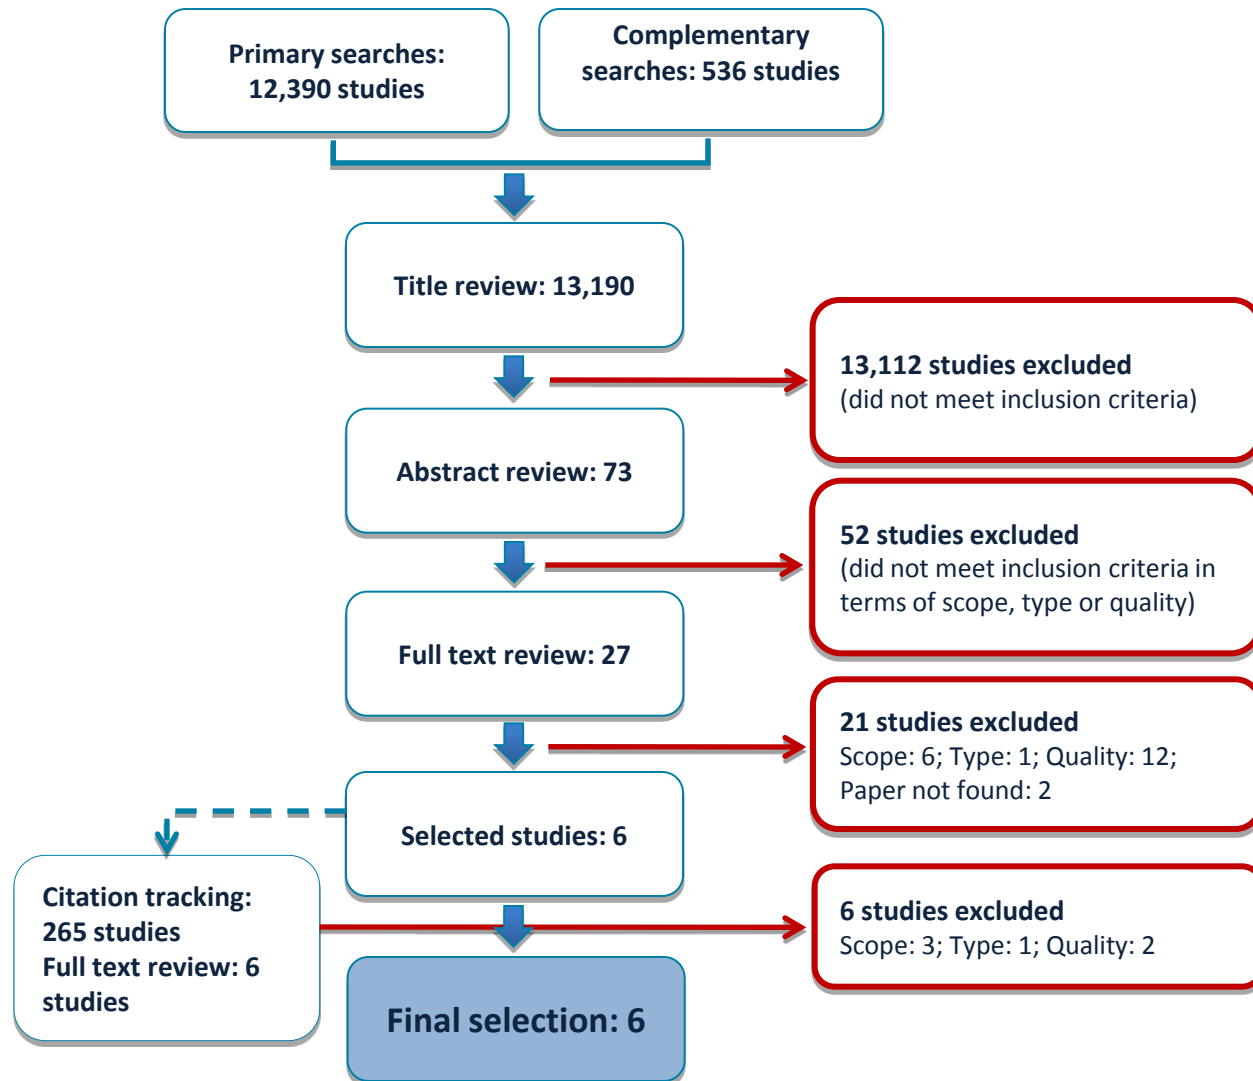 Primary searches:
12,390 studies
Complementary
searches: 536 studies
Title review: 13,190
13,112 studies excluded
(did not meet inclusion criteria)
Abstract review: 73
52 studies excluded
(did not meet inclusion criteria in
terms of scope, type or quality)
Full text review: 27
21 studies excluded
Scope: 6; Type: 1; Quality: 12;
Paper not found: 2
Selected studies: 6
Citation tracking:
265 studies
Full text review: 6
studies
6 studies excluded
Scope: 3; Type: 1; Quality: 2
Final selection: 6